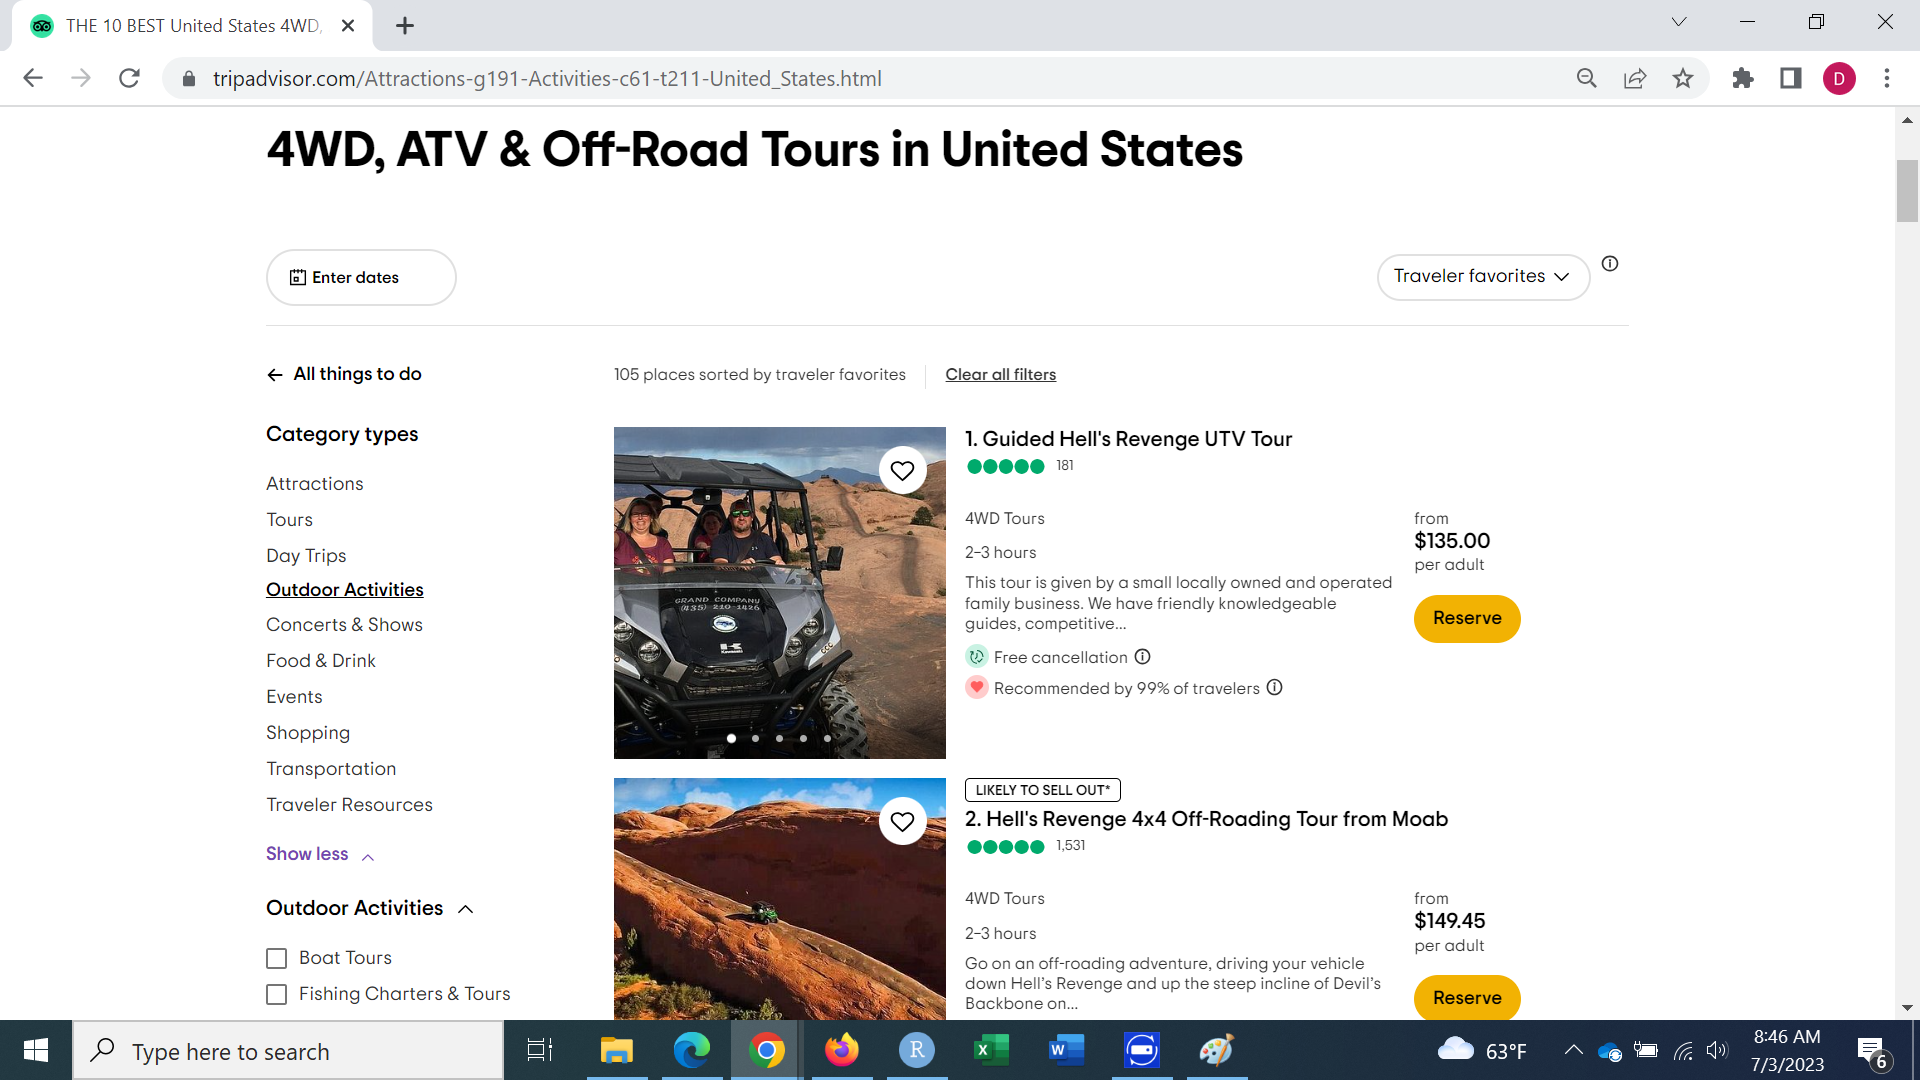 THE 10 BEST United States 4WD,
tripadvisor.com/Attractions-g191-Activities-c61-t211-United_States.html
D
4WD, ATV & Off-Road Tours in United States
Enter dates
Traveler favorites
All things to do
105 places sorted by traveler favorites
Clear all filters
Category types
Attractions
Tours
Day Trips
Outdoor Activities
Concerts & Shows
Food & Drink
Events
Shopping
Transportation
Traveler Resources
Show less
Outdoor Activities
Boat Tours
Fishing Charters & Tours
GRAND COMPANY
(435) 210-1426
Kawasaki
1. Guided Hell's Revenge UTV Tour
181
4WD Tours
2-3 hours
This tour is given by a small locally owned and operated
family business. We have friendly knowledgeable
guides, competitive...
Free cancellation
Recommended by 99% of travelers
from
$135.00
per adult
Reserve
LIKELY TO SELL OUT*
2. Hell's Revenge 4x4 Off-Roading Tour from Moab
1,531
4WD Tours
2-3 hours
Go on an off-roading adventure, driving your vehicle
down Hell’s Revenge and up the steep incline of Devil’s
Backbone on...
from
$149.45
per adult
Reserve
Type here to search
R
X
W
63°F
8:46 AM
7/3/2023
6